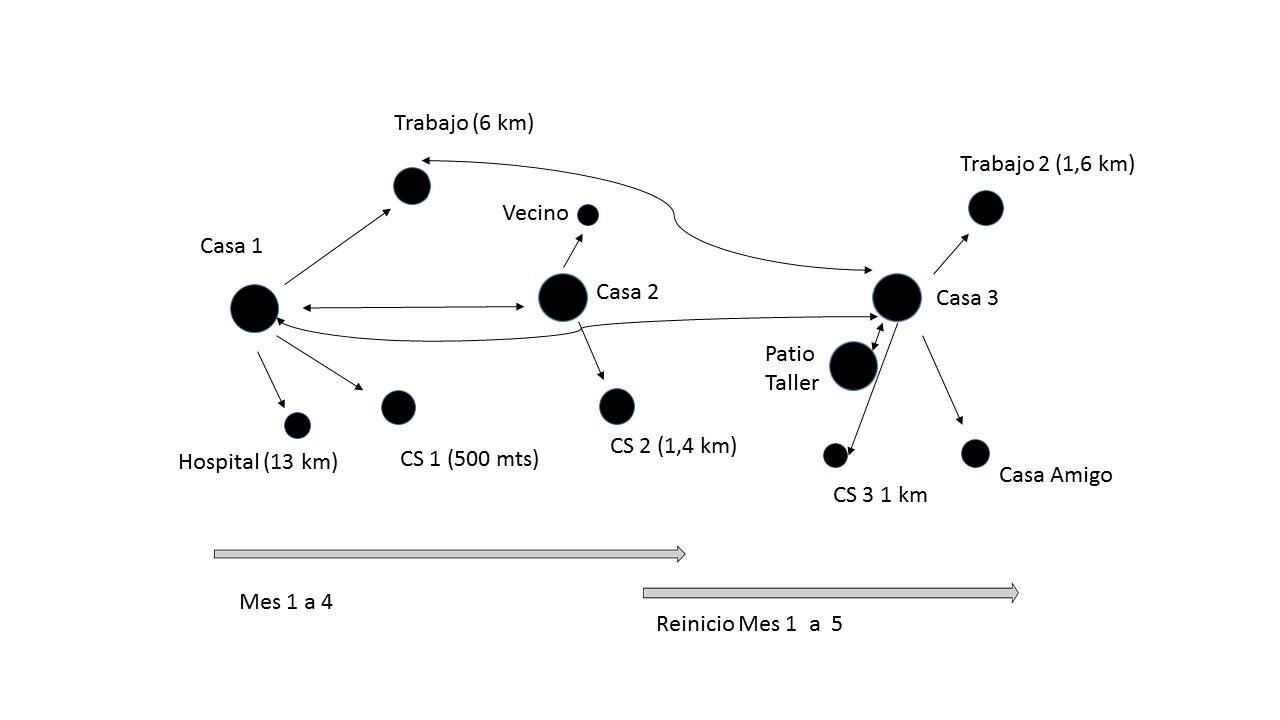 Trabajo (6 km)
Trabajo 2 (1,6 km)
Vecino
Casa 1
Casa 2
Casa 3
Patio
Taller
Hospital (13 km)
CS 1 (500 mts)
CS 2 (1,4 km)
Casa Amigo
CS 3 1 km
Mes 1 a 4
Reinicio Mes 1 a 5